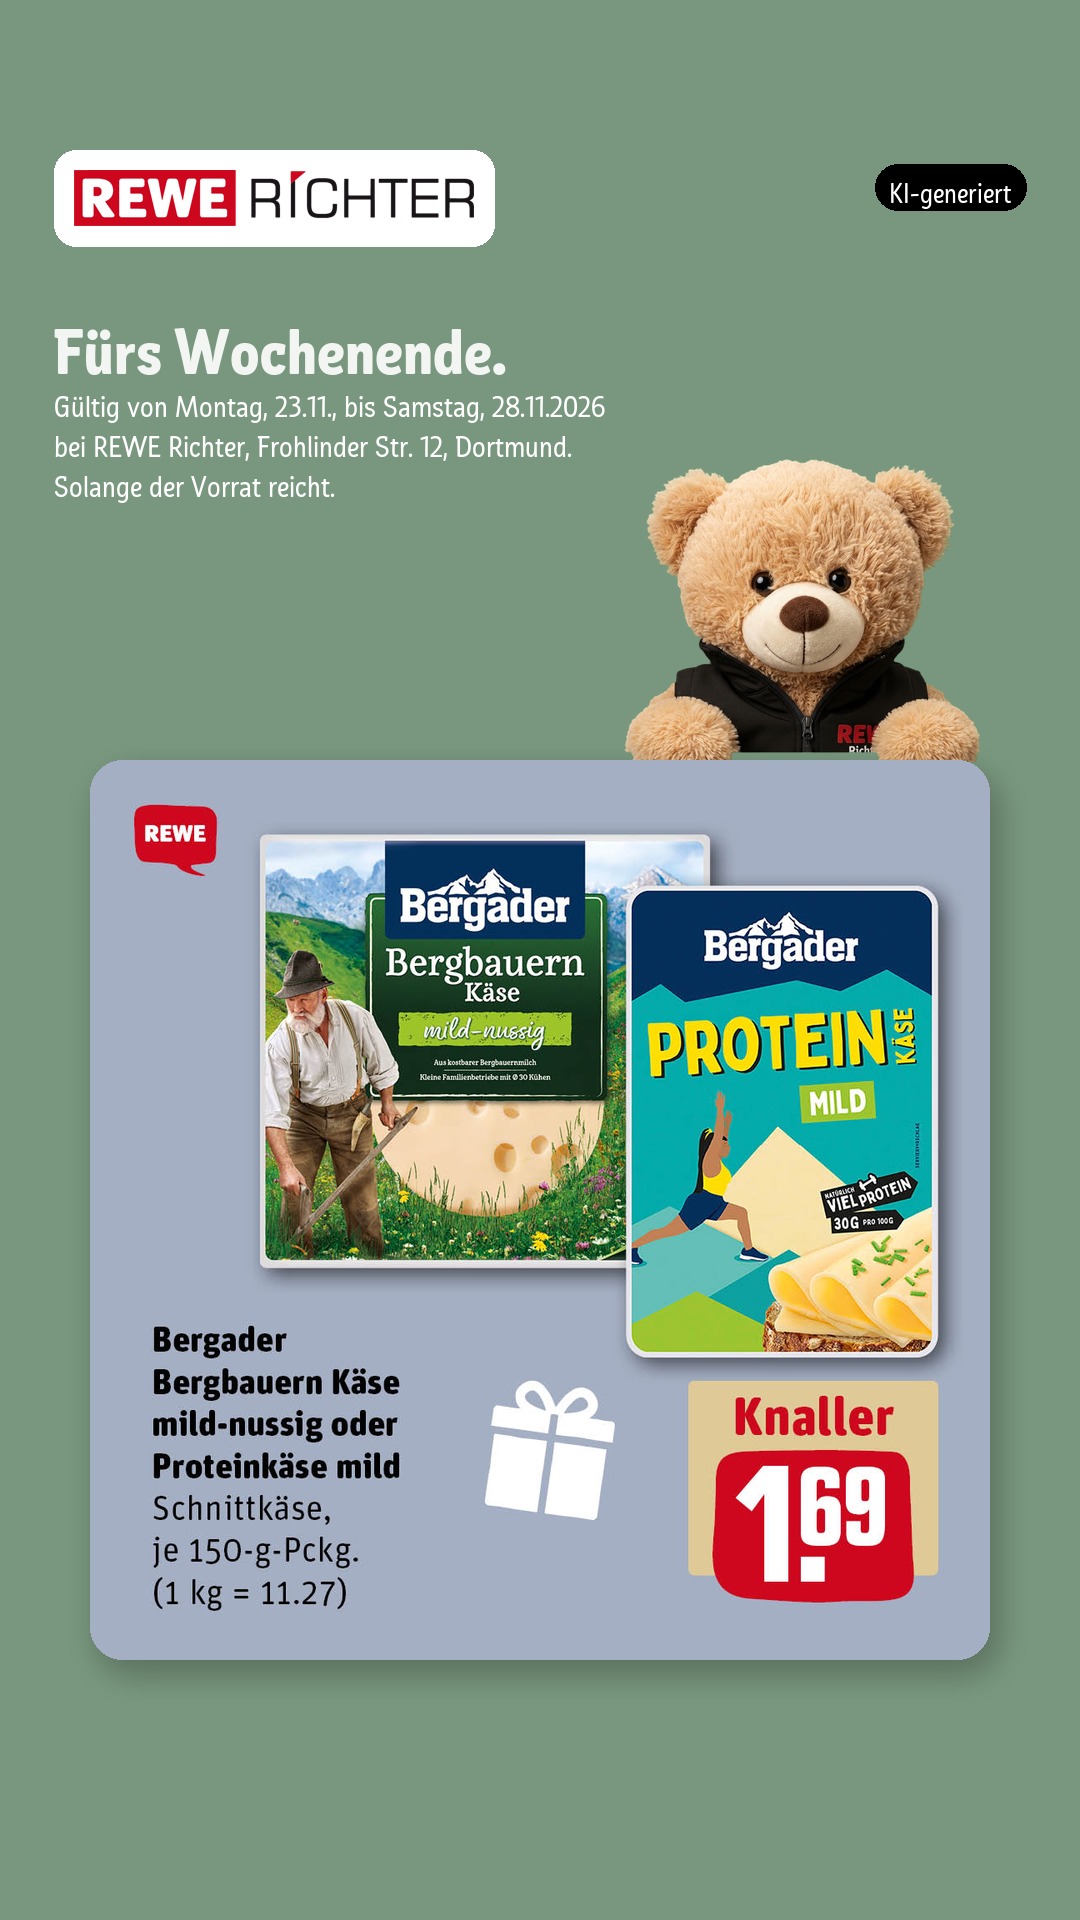 REWE RICHTER
KI-generiert
Fürs Wochenende.
Gültig von Montag, 23.11., bis Samstag, 28.11.2026
bei REWE Richter, Frohlinder Str. 12, Dortmund.
Solange der Vorrat reicht.
REWE
Bergader
Bergbauern
Käse
mild-nussig
Aus kostbarer Bergbauernmilch
Kleine Familienbetriebe mit Ø 30 Kühen
Bergader
PROTEIN
KÄSE
MILD
NATÜRLICH
VIEL PROTEIN
30G PRO 100G
Bergader
Bergbauern Käse
mild-nussig oder
Proteinkäse mild
Schnittkäse,
je 150-g-Pckg.
(1 kg = 11.27)
Knaller
1.69